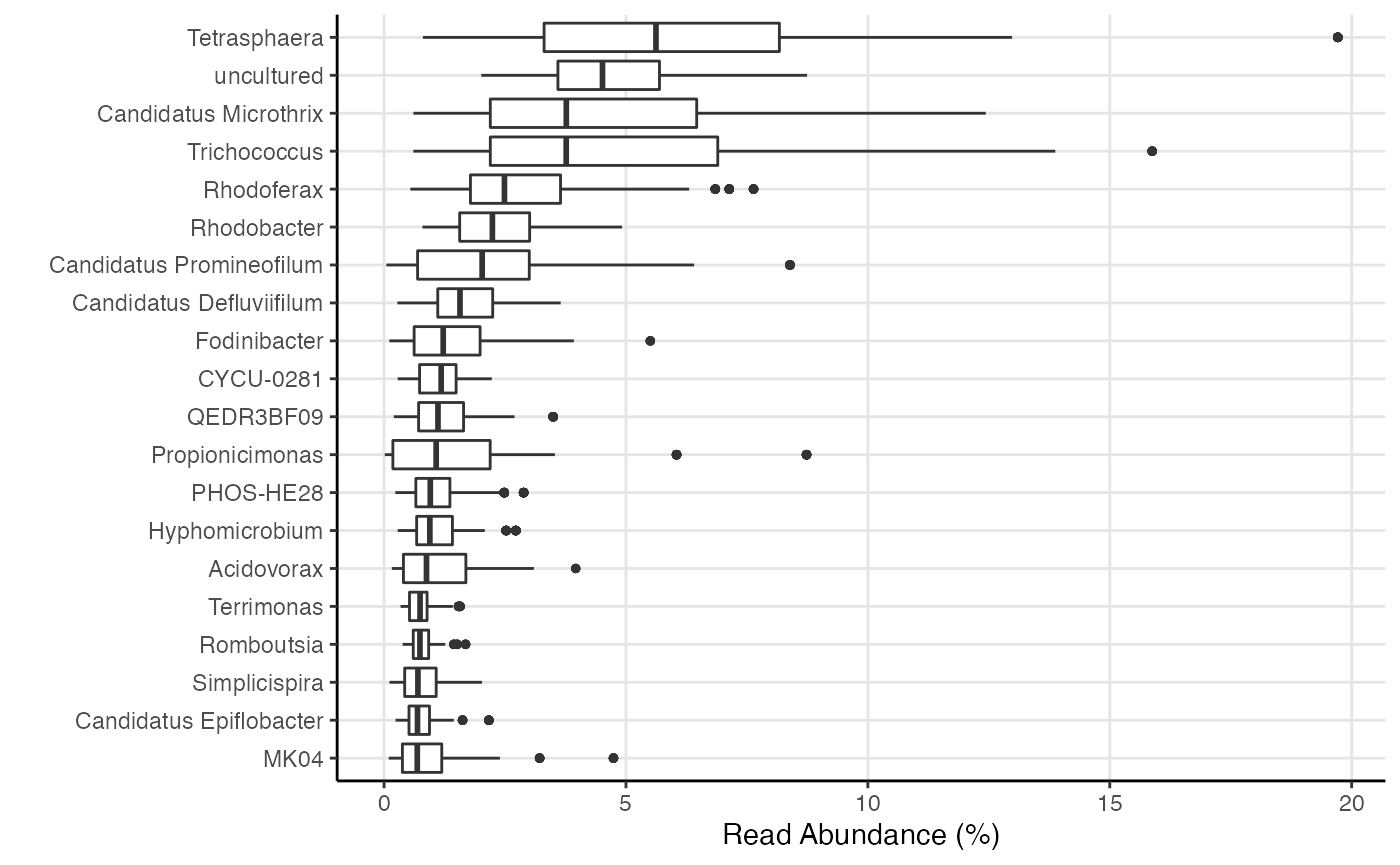 Tetrasphaera
uncultured
Candidatus Microthrix
Trichococcus
Rhodoferax
Rhodobacter
Candidatus Promineofilum
Candidatus Defluviifilum
Fodinibacter
CYCU-0281
QEDR3BF09
Propionicimonas
PHOS-HE28
Hyphomicrobium
Acidovorax
Terrimonas
Romboutsia
Simplicispira
Candidatus Epiflobacter
MK04
0 5 10 15 20
Read Abundance (%)